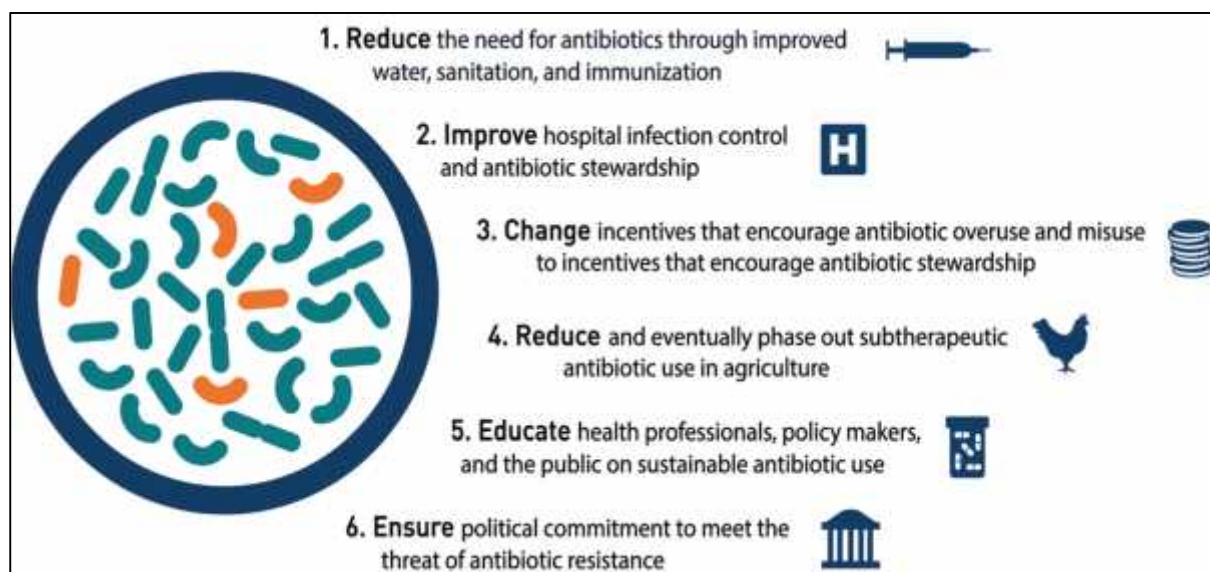 1. Reduce the need for antibiotics through improved
water, sanitation, and immunization
2. Improve hospital infection control
and antibiotic stewardship
H
3. Change incentives that encourage antibiotic overuse and misuse
to incentives that encourage antibiotic stewardship
4. Reduce and eventually phase out subtherapeutic
antibiotic use in agriculture
5. Educate health professionals, policy makers,
and the public on sustainable antibiotic use
6. Ensure political commitment to meet the
threat of antibiotic resistance